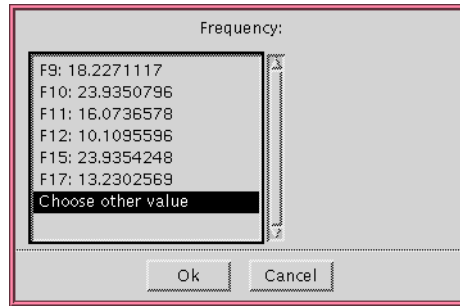 Frequency:
F9: 18.2271117
F10: 23.9350796
F11: 16.0736578
F12: 10.1095596
F15: 23.9354248
F17: 13.2302569
Choose other value
Ok
Cancel